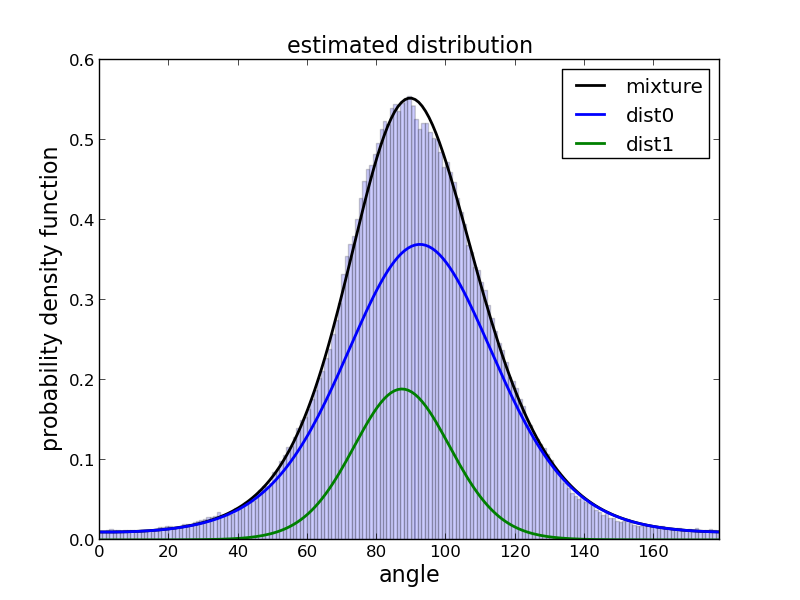 estimated distribution
mixture
dist0
dist1
probability density function
0.6
0.5
0.4
0.3
0.2
0.1
0.0
0 20 40 60 80 100 120 140 160
angle